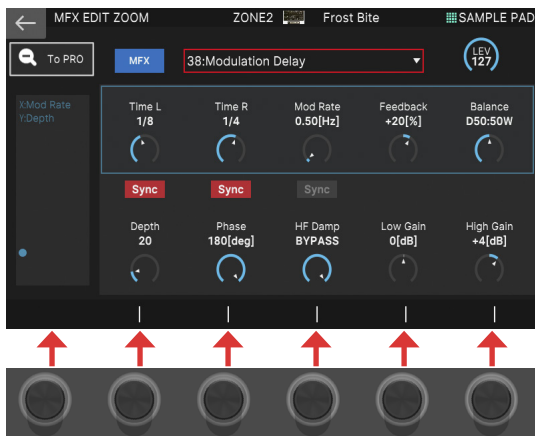 MFX EDIT ZOOM ZONE2 Frost Bite SAMPLE PAD
To PRO MFX 38:Modulation Delay LEV
127
X:Mod Rate
Y:Depth
Time L Time R Mod Rate Feedback Balance
1/8 1/4 0.50[Hz] +20[%] D50:50W
Sync Sync Sync
Depth Phase HF Damp Low Gain High Gain
20 180[deg] BYPASS 0[dB] +4[dB]